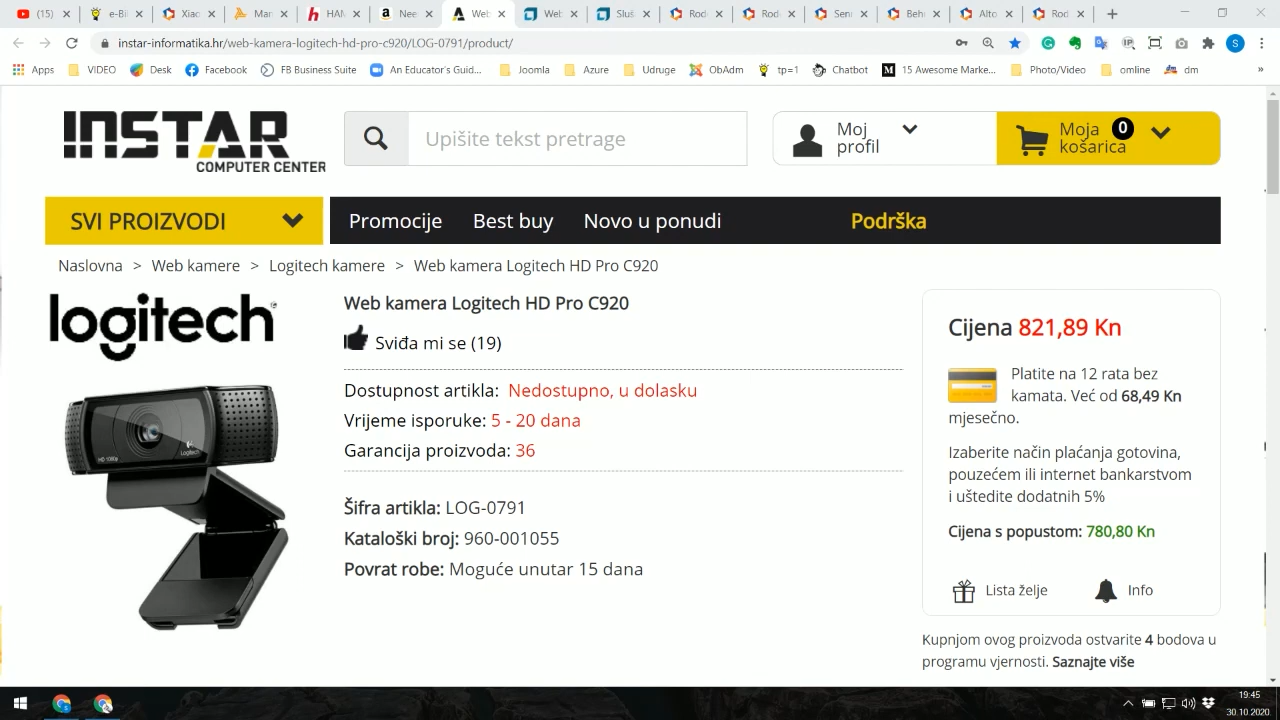 (15)
e-Bi
Xiao
Mar
HAN
Nee
Web
Web
Sluš
Rod
Rod
Sen
Beh
Alto
Rod
instar-informatika.hr/web-kamera-logitech-hd-pro-c920/LOG-0791/product/
S
Apps
VIDEO
Desk
Facebook
FB Business Suite
An Educator's Guid...
Joomla
Azure
Udruge
ObAdm
tp=1
Chatbot
15 Awesome Marke...
Photo/Video
omline
dm
»
INSTAR
COMPUTER CENTER
Upišite tekst pretrage
Moj
profil
Moja 0
košarica
SVI PROIZVODI
Promocije Best buy Novo u ponudi Podrška
Naslovna > Web kamere > Logitech kamere > Web kamera Logitech HD Pro C920
logitech
Web kamera Logitech HD Pro C920
Sviđa mi se (19)
Dostupnost artikla: Nedostupno, u dolasku
Vrijeme isporuke: 5 - 20 dana
Garancija proizvoda: 36
Šifra artikla: LOG-0791
Kataloški broj: 960-001055
Povrat robe: Moguće unutar 15 dana
HD 1080p
Logitech
Cijena 821,89 Kn
Platite na 12 rata bez
kamata. Već od 68,49 Kn
mjesečno.
Izaberite način plaćanja gotovina,
pouzećem ili internet bankarstvom
i uštedite dodatnih 5%
Cijena s popustom: 780,80 Kn
Lista želje
Info
Kupnjom ovog proizvoda ostvarite 4 bodova u
programu vjernosti. Saznajte više
19:45
30.10.2020